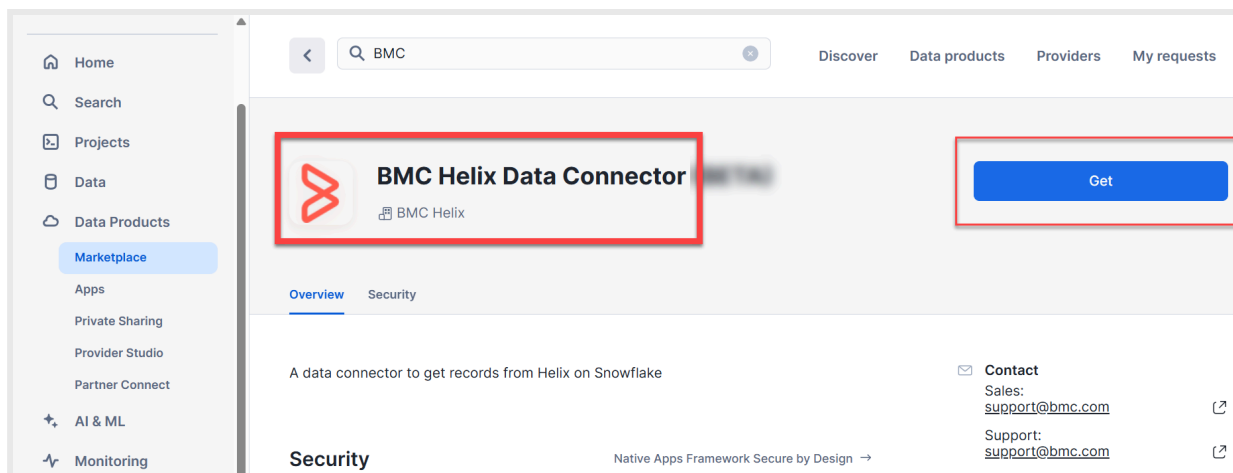 Home
Search
Projects
Data
Data Products
Marketplace
Apps
Private Sharing
Provider Studio
Partner Connect
AI & ML
Monitoring
BMC
Discover
Data products
Providers
My requests
BMC Helix Data Connector
BMC Helix
Get
Overview
Security
A data connector to get records from Helix on Snowflake
Security
Native Apps Framework Secure by Design →
Contact
Sales:
support@bmc.com
Support:
support@bmc.com